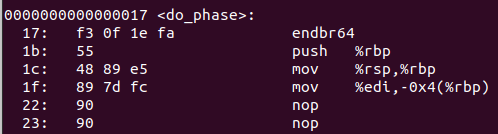 0000000000000017 <do_phase>:
17: f3 0f 1e fa endbr64
1b: 55 push %rbp
1c: 48 89 e5 mov %rsp,%rbp
1f: 89 7d fc mov %edi,-0x4(%rbp)
22: 90 nop
23: 90 nop